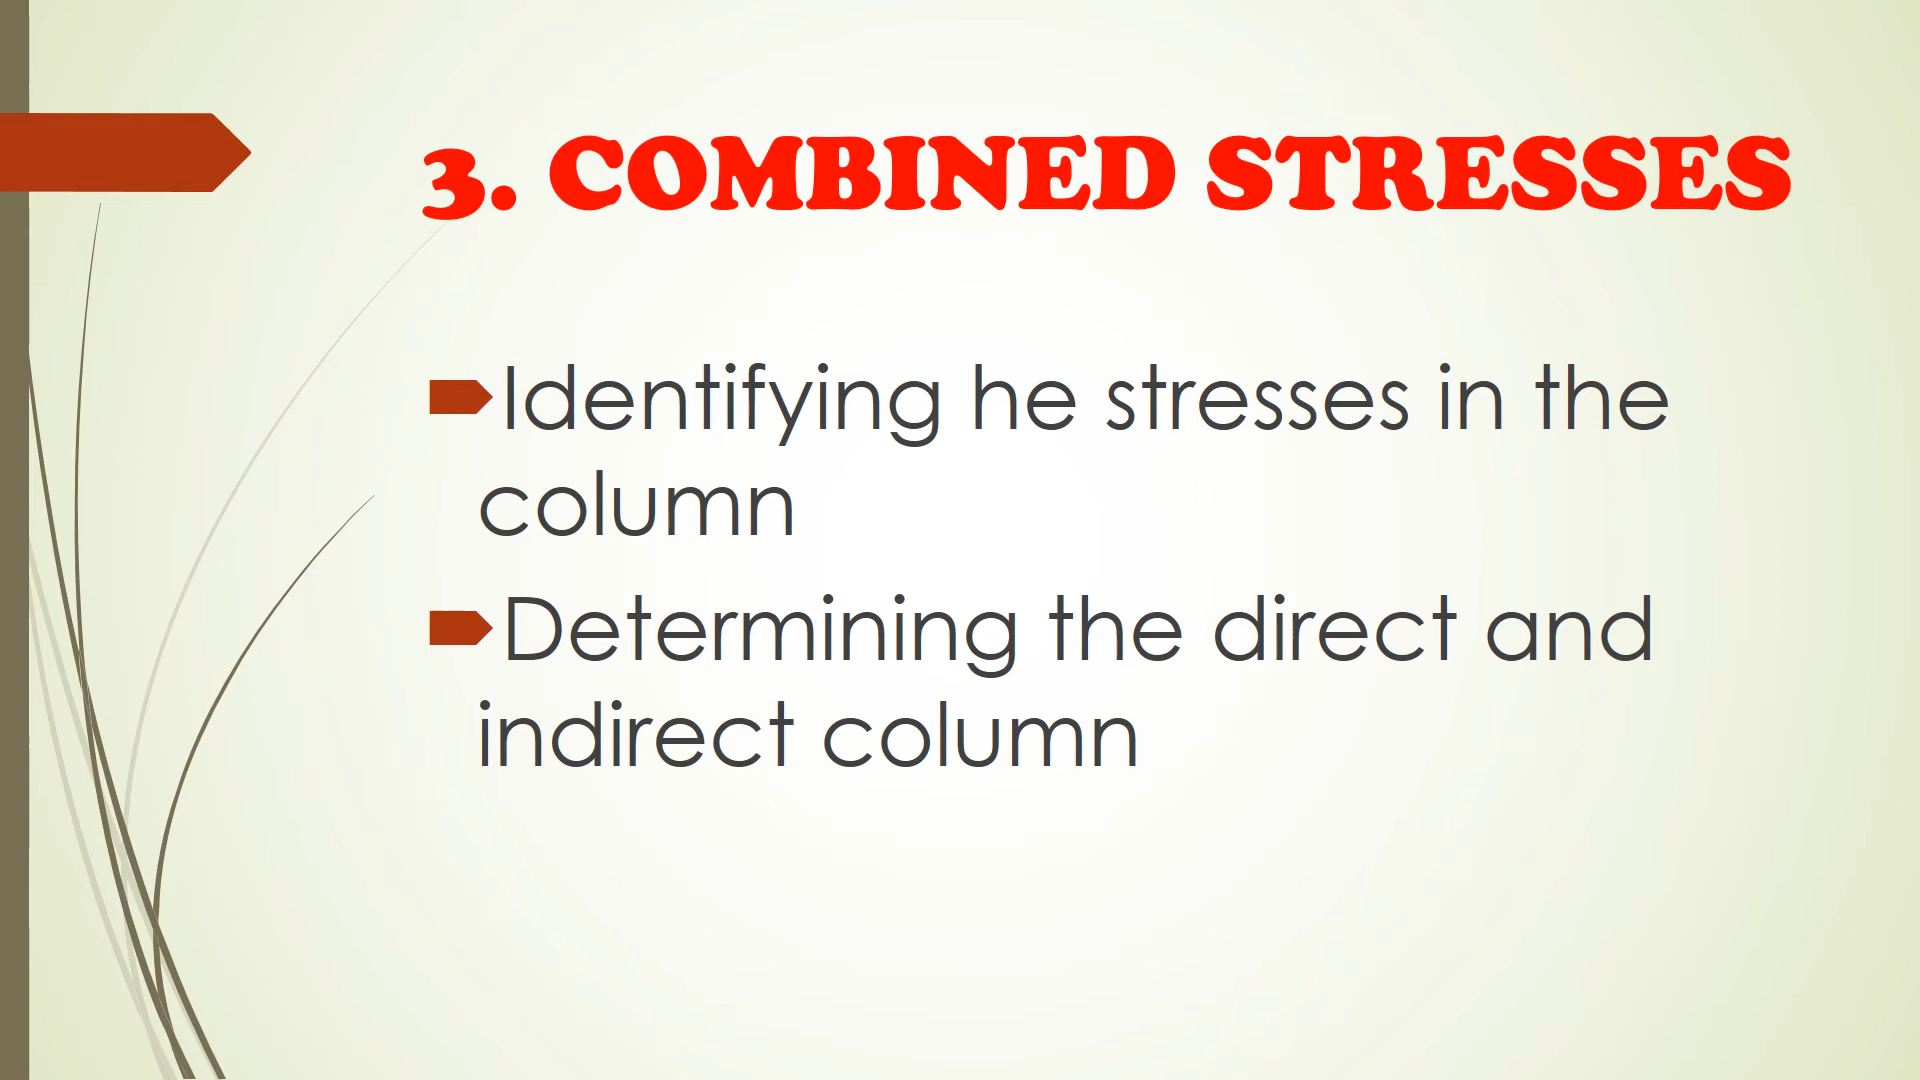 3. COMBINED STRESSES
Identifying he stresses in the
column
Determining the direct and
indirect column